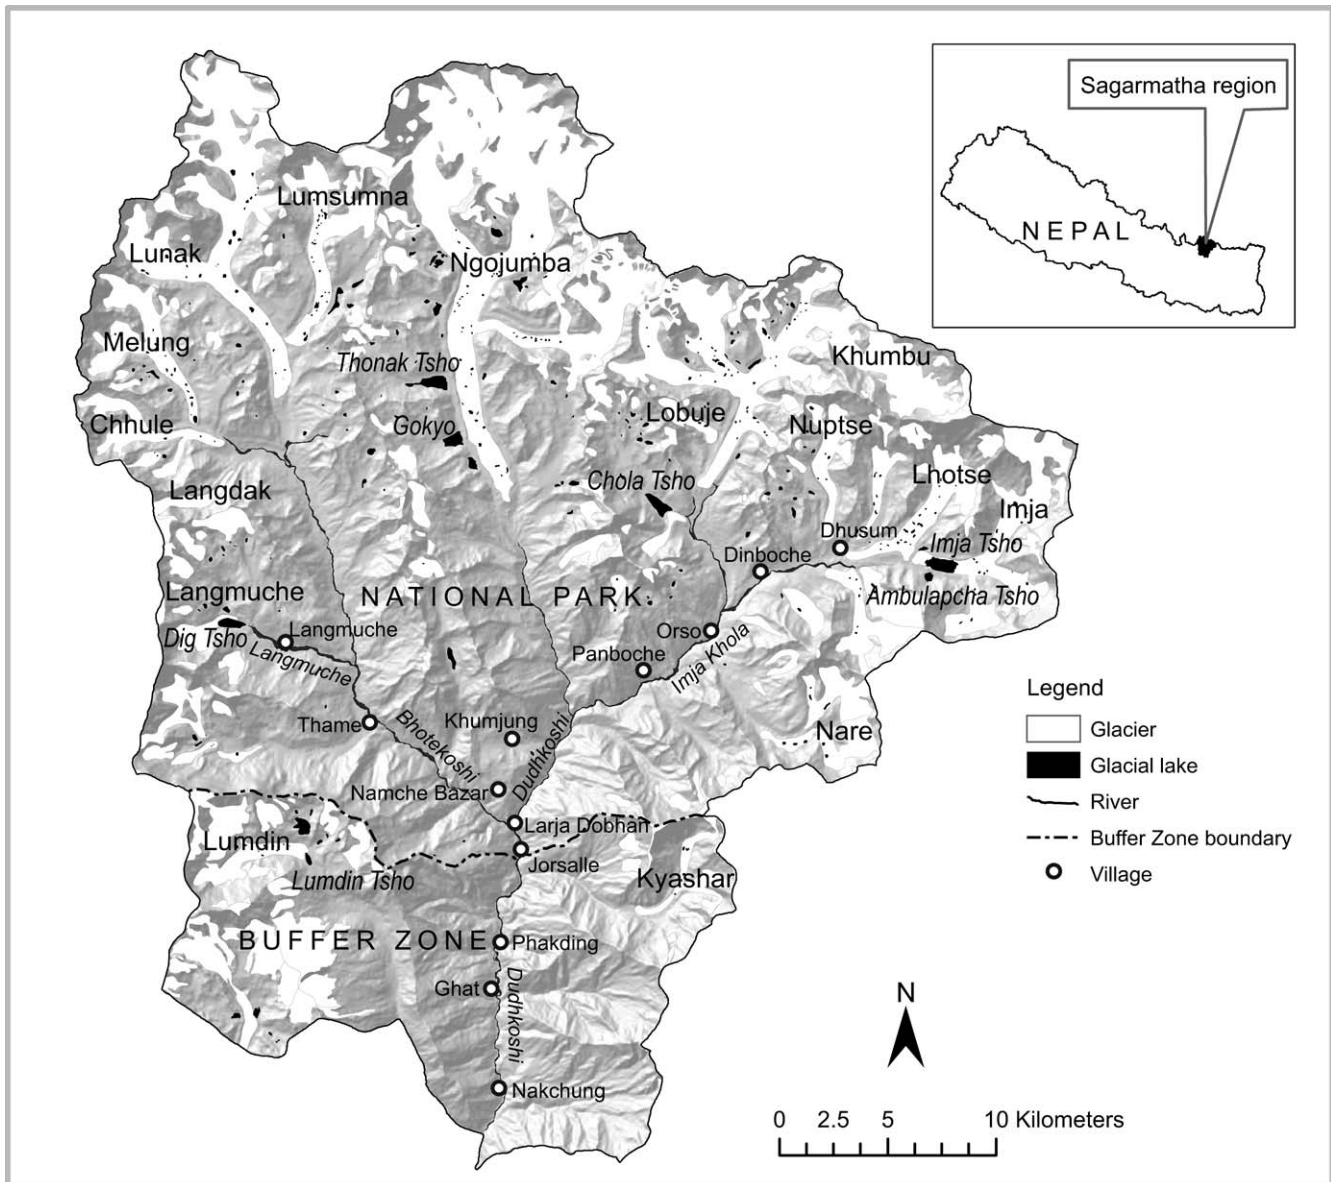 Sagarmatha region
NEPAL
Lumsumna
Lunak
Ngojumba
Melung
Thonak Tsho
Khumbu
Chhule
Gokyo
Lobuje
Nuptse
Langdak
Chola Tsho
Lhotse
Imja
Dhusum
Imja Tsho
Dinboche
Langmuche
NATIONAL PARK
Ambulapcha Tsho
Dig Tsho
Langmuche
Langmuche
Orso
Imja Khola
Panboche
Thame
Bhotekoshi
Khumjung
Dudhkoshi
Nare
Namche Bazar
Larja Dobhan
Lumdin
Jorsalle
Lumdin Tsho
Kyashar
BUFFER ZONE
Phakding
Ghat
Dudhkoshi
Nakchung
Legend
Glacier
Glacial lake
River
Buffer Zone boundary
Village
N
0 2.5 5 10 Kilometers